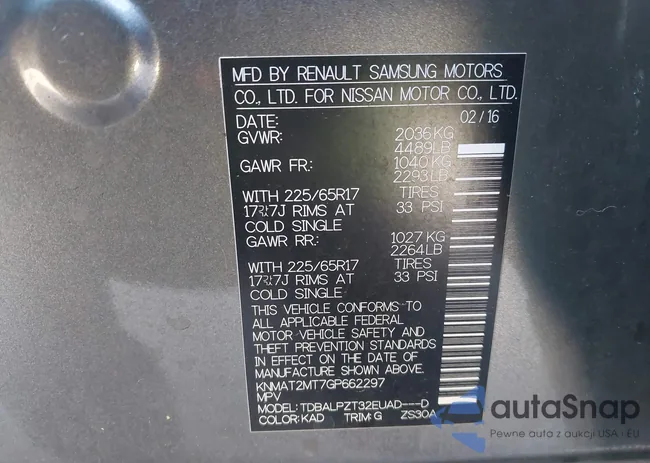 MFD BY RENAULT SAMSUNG MOTORS
CO., LTD. FOR NISSAN MOTOR CO., LTD.
DATE: 02/16
GVWR: 2036KG
4489LB
GAWR FR: 1040KG
2293LB
WITH 225/65R17 TIRES
17x7J RIMS AT 33 PSI
COLD SINGLE
GAWR RR: 1027KG
2264LB
WITH 225/65R17 TIRES
17x7J RIMS AT 33 PSI
COLD SINGLE
THIS VEHICLE CONFORMS TO
ALL APPLICABLE FEDERAL
MOTOR VEHICLE SAFETY AND
THEFT PREVENTION STANDARDS
IN EFFECT ON THE DATE OF
MANUFACTURE SHOWN ABOVE.
KNMAT2MT7GP662297
MPV
MODEL: TDBALPZT32EUAD---D
COLOR: KAD TRIM: G ZS30A
autoSnap
Pewne auto z aukcji USA i EU